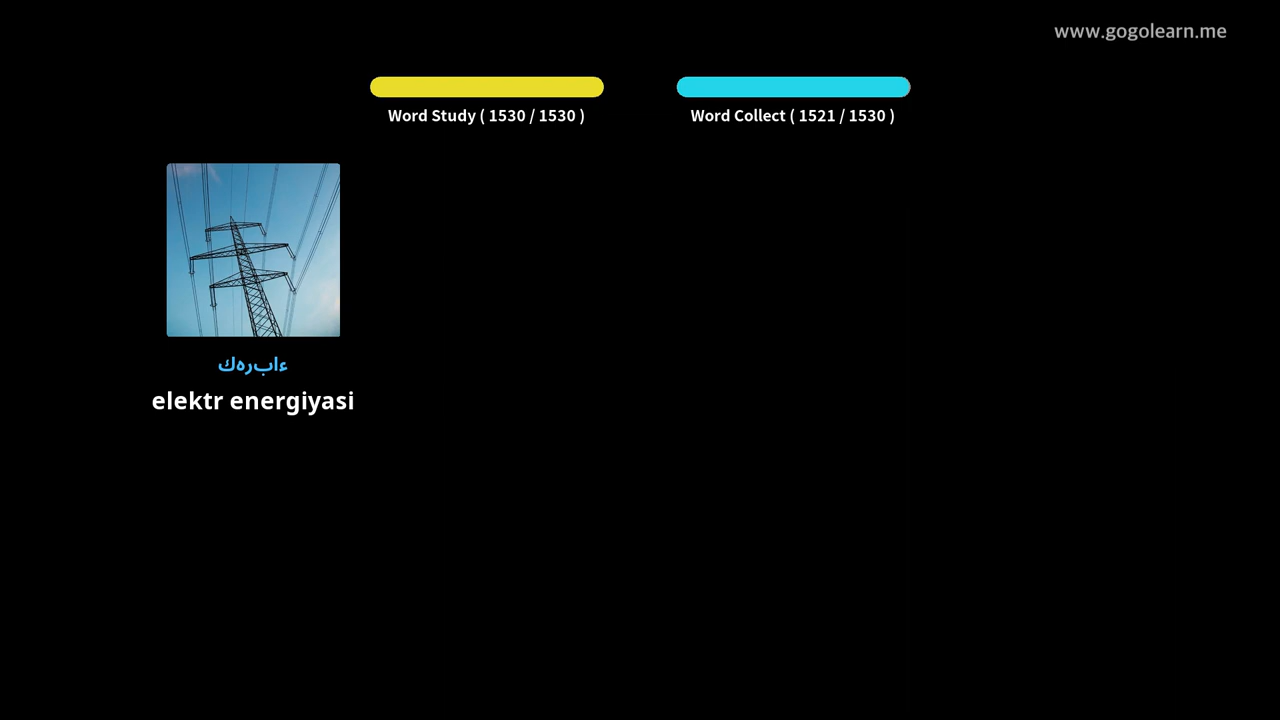 www.gogolearn.me
Word Study ( 1530 / 1530 )
Word Collect ( 1521 / 1530 )
ءابرهك
elektr energiyasi